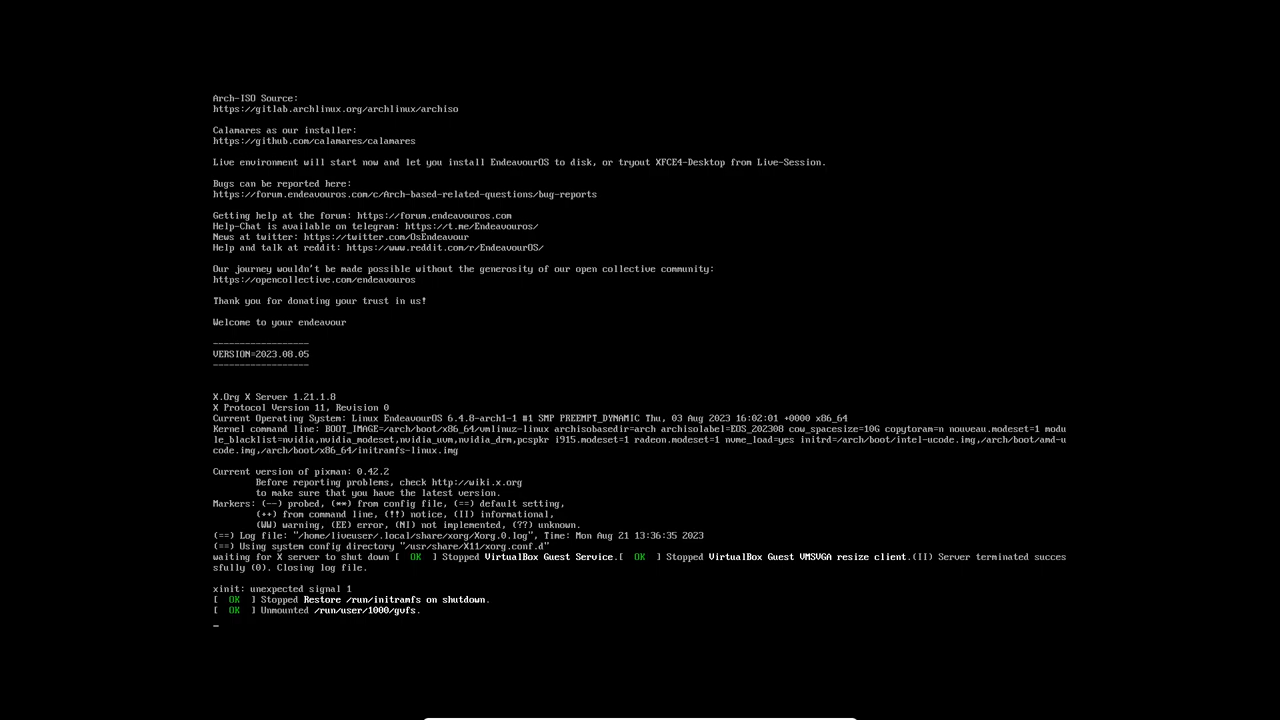 Arch-ISO Source:
https://gitlab.archlinux.org/archlinux/archiso
Calamares as our installer:
https://github.com/calamares/calamares
Live environment will start now and let you install EndeavourOS to disk, or tryout XFCE4-Desktop from Live-Session.
Bugs can be reported here:
https://forum.endeavouros.com/c/Arch-based-related-questions/bug-reports
Getting help at the forum: https://forum.endeavouros.com
Help-Chat is available on telegram: https://t.me/Endeavouros/
News at twitter: https://twitter.com/OsEndeavour
Help and talk at reddit: https://www.reddit.com/r/EndeavourOS/
Our journey wouldn't be made possible without the generosity of our open collective community:
https://opencollective.com/endeavouros
Thank you for donating your trust in us!
Welcome to your endeavour
------------------
VERSION=2023.08.05
------------------
X.Org X Server 1.21.1.8
X Protocol Version 11, Revision 0
Current Operating System: Linux EndeavourOS 6.4.8-arch1-1 #1 SMP PREEMPT_DYNAMIC Thu, 03 Aug 2023 16:02:01 +0000 x86_64
Kernel command line: BOOT_IMAGE=/arch/boot/x86_64/vmlinuz-linux archisobasedir=arch archisolabel=EOS_202308 cow_spacesize=10G copytoram=n nouveau.modeset=1 modu
le_blacklist=nvidia,nvidia_modeset,nvidia_uvm,nvidia_drm,pcspkr i915.modeset=1 radeon.modeset=1 nvme_load=yes initrd=/arch/boot/intel-ucode.img,/arch/boot/amd-u
code.img,/arch/boot/x86_64/initramfs-linux.img
Current version of pixman: 0.42.2
Before reporting problems, check http://wiki.x.org
to make sure that you have the latest version.
Markers: (--) probed, (**) from config file, (==) default setting,
(++) from command line, (!!) notice, (II) informational,
(WW) warning, (EE) error, (NI) not implemented, (??) unknown.
(==) Log file: "/home/liveuser/.local/share/xorg/Xorg.0.log", Time: Mon Aug 21 13:36:35 2023
(==) Using system config directory "/usr/share/X11/xorg.conf.d"
waiting for X server to shut down [  OK  ] Stopped VirtualBox Guest Service.[  OK  ] Stopped VirtualBox Guest VMSVGA resize client.(II) Server terminated succes
sfully (0). Closing log file.
xinit: unexpected signal 1
[  OK  ] Stopped Restore /run/initramfs on shutdown.
[  OK  ] Unmounted /run/user/1000/gvfs.